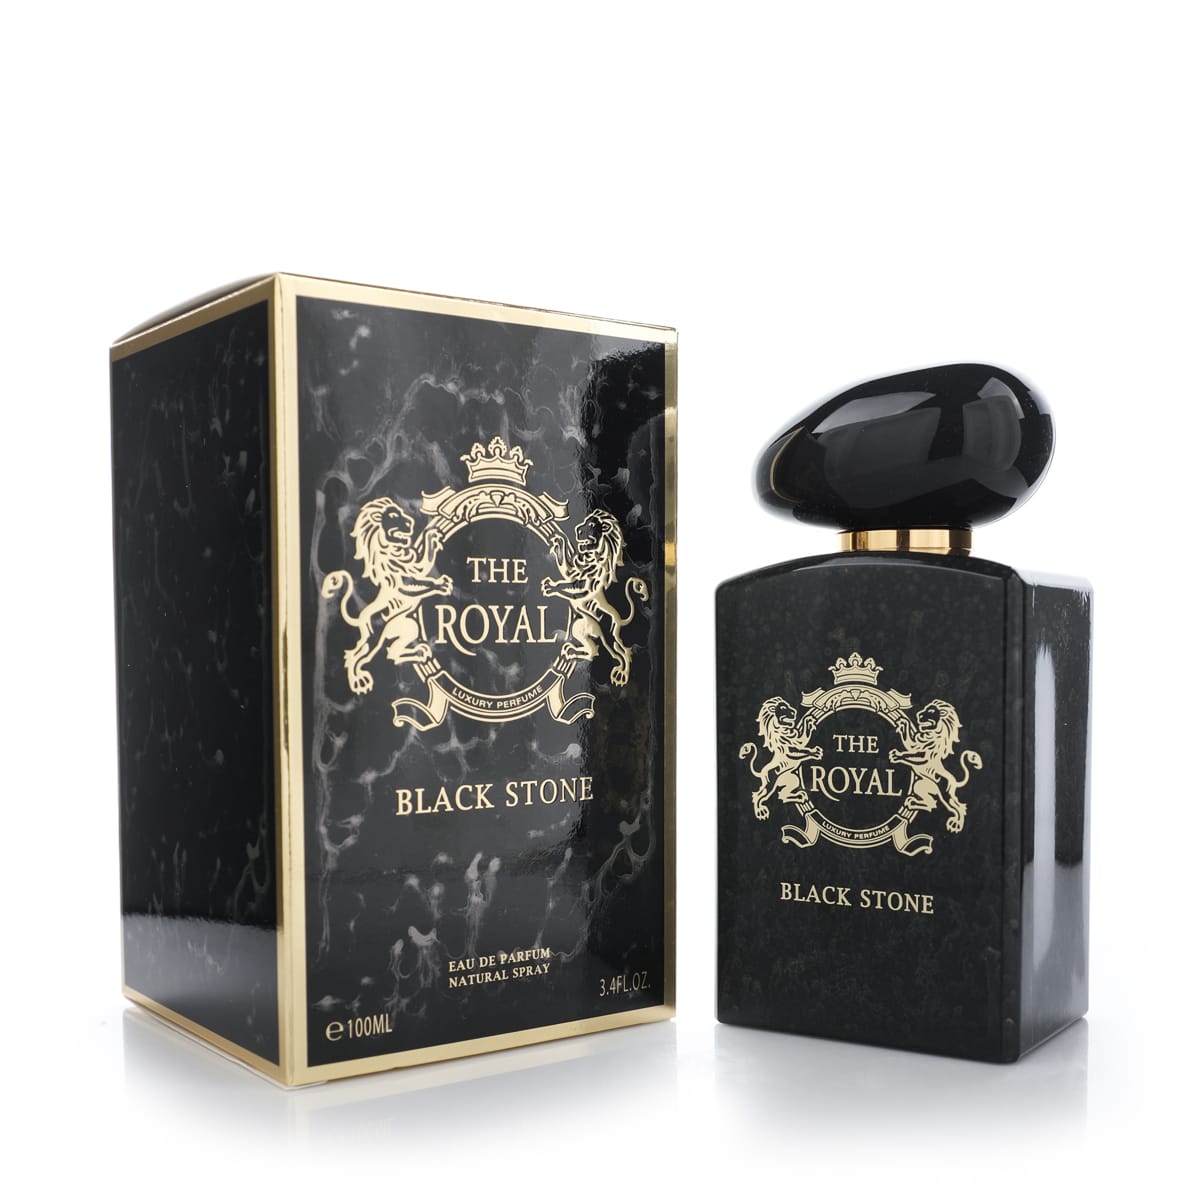 THE
ROYAL
LUXURY PERFUME
BLACK STONE
EAU DE PARFUM
NATURAL SPRAY
3.4FL.OZ.
℮100ML
THE
ROYAL
LUXURY PERFUME
BLACK STONE